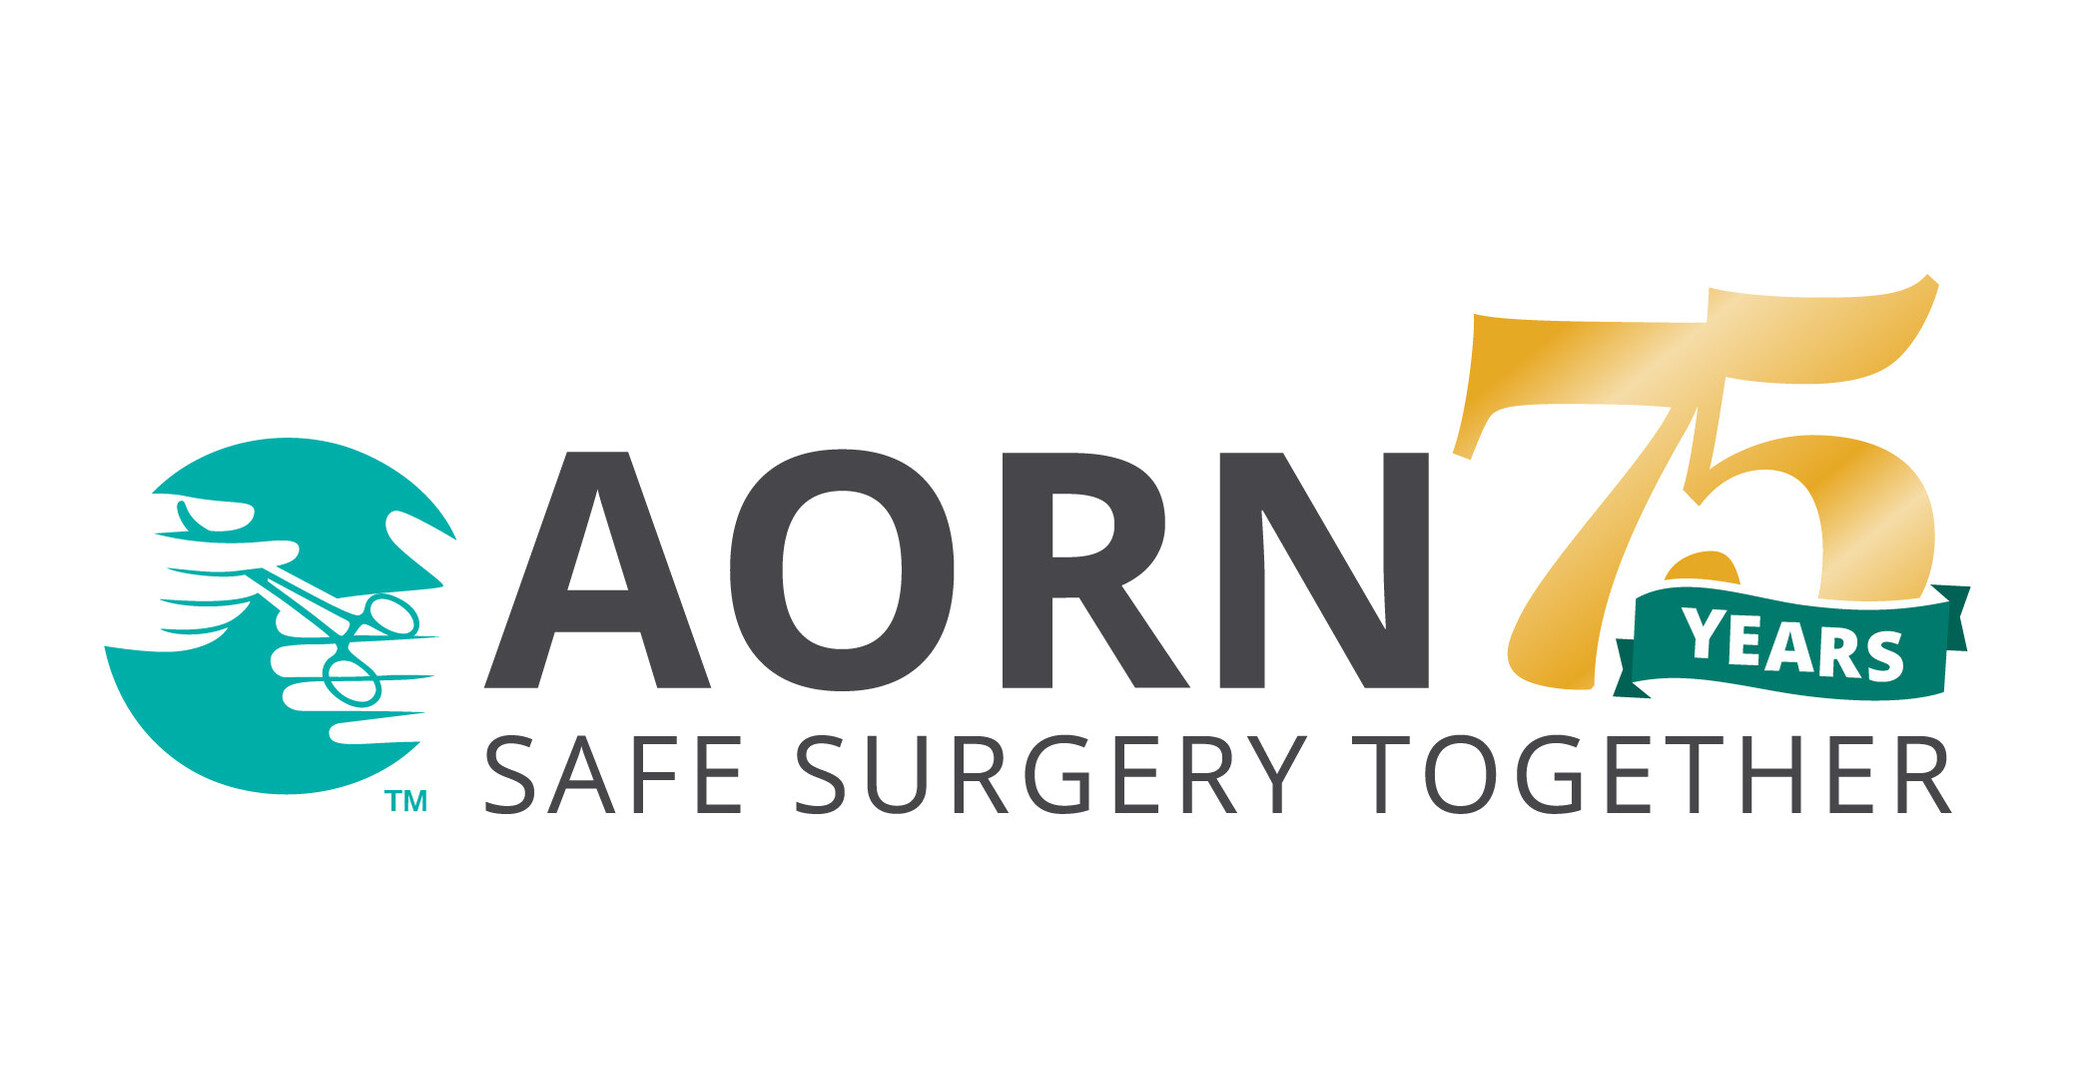 AORN 75
YEARS
SAFE SURGERY TOGETHER
TM